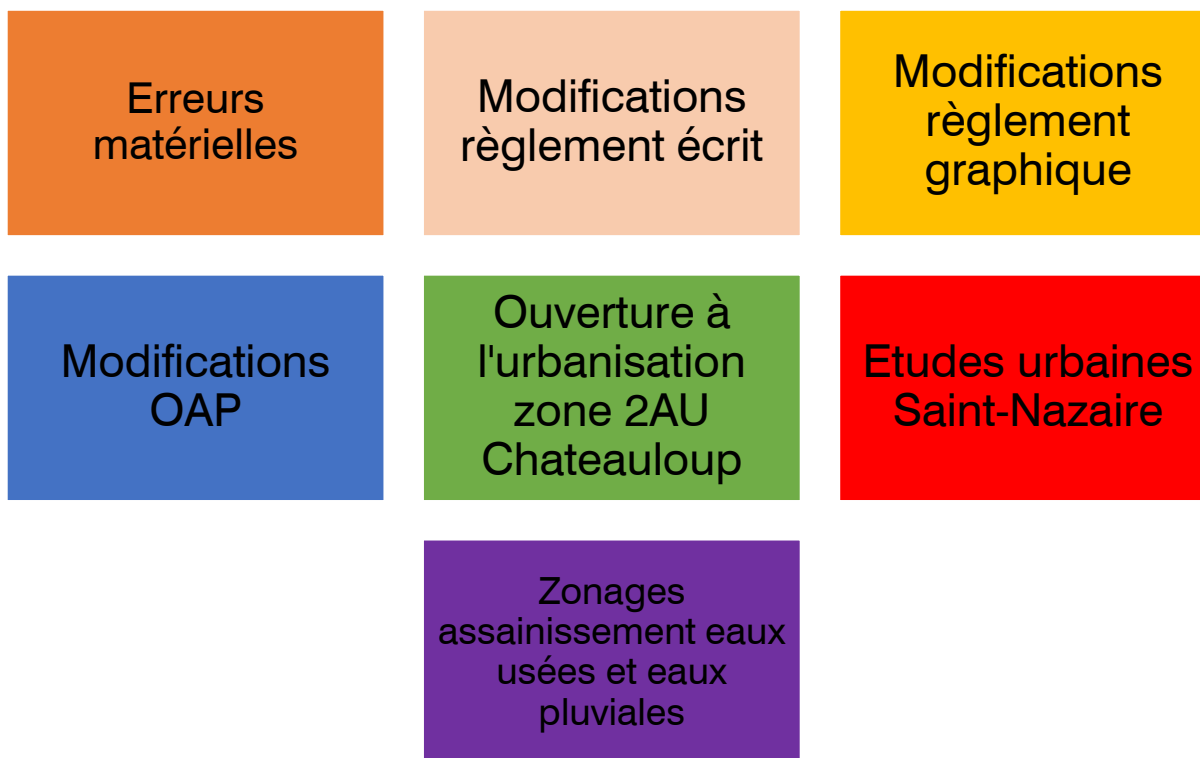 Erreurs
matérielles
Modifications
règlement écrit
Modifications
règlement
graphique
Modifications
OAP
Ouverture à
l'urbanisation
zone 2AU
Chateauloup
Etudes urbaines
Saint-Nazaire
Zonages
assainissement eaux
usées et eaux
pluviales